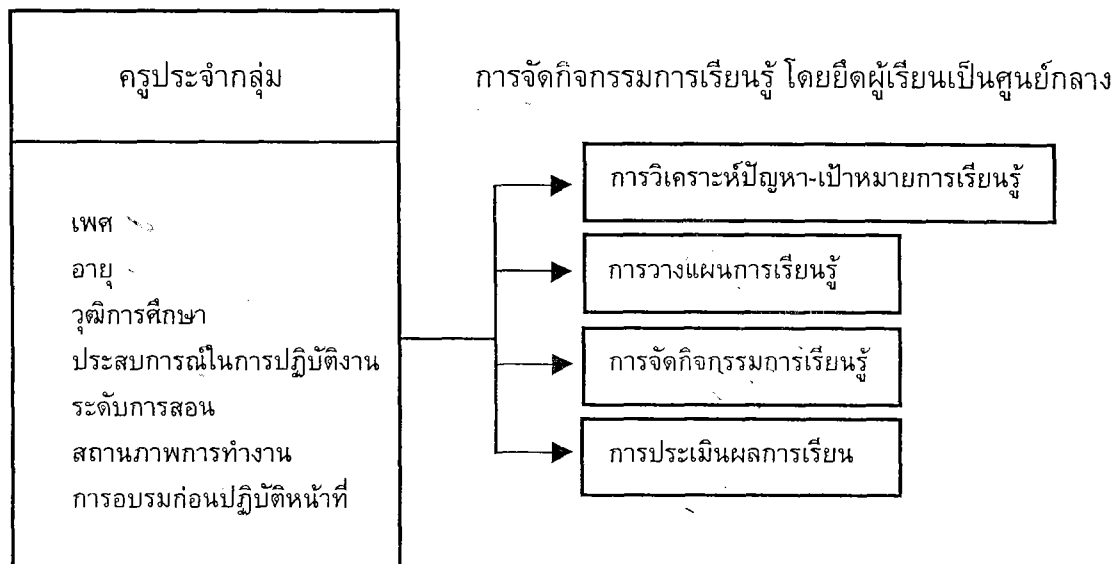 ครูประจำกลุ่ม
เพศ
อายุ
วุฒิการศึกษา
ประสบการณ์ในการปฏิบัติงาน
ระดับการสอน
สถานภาพการทำงาน
การอบรมก่อนปฏิบัติหน้าที่
การจัดกิจกรรมการเรียนรู้ โดยยึดผู้เรียนเป็นศูนย์กลาง
การวิเคราะห์ปัญหา-เป้าหมายการเรียนรู้
การวางแผนการเรียนรู้
การจัดกิจกรรมการเรียนรู้
การประเมินผลการเรียน